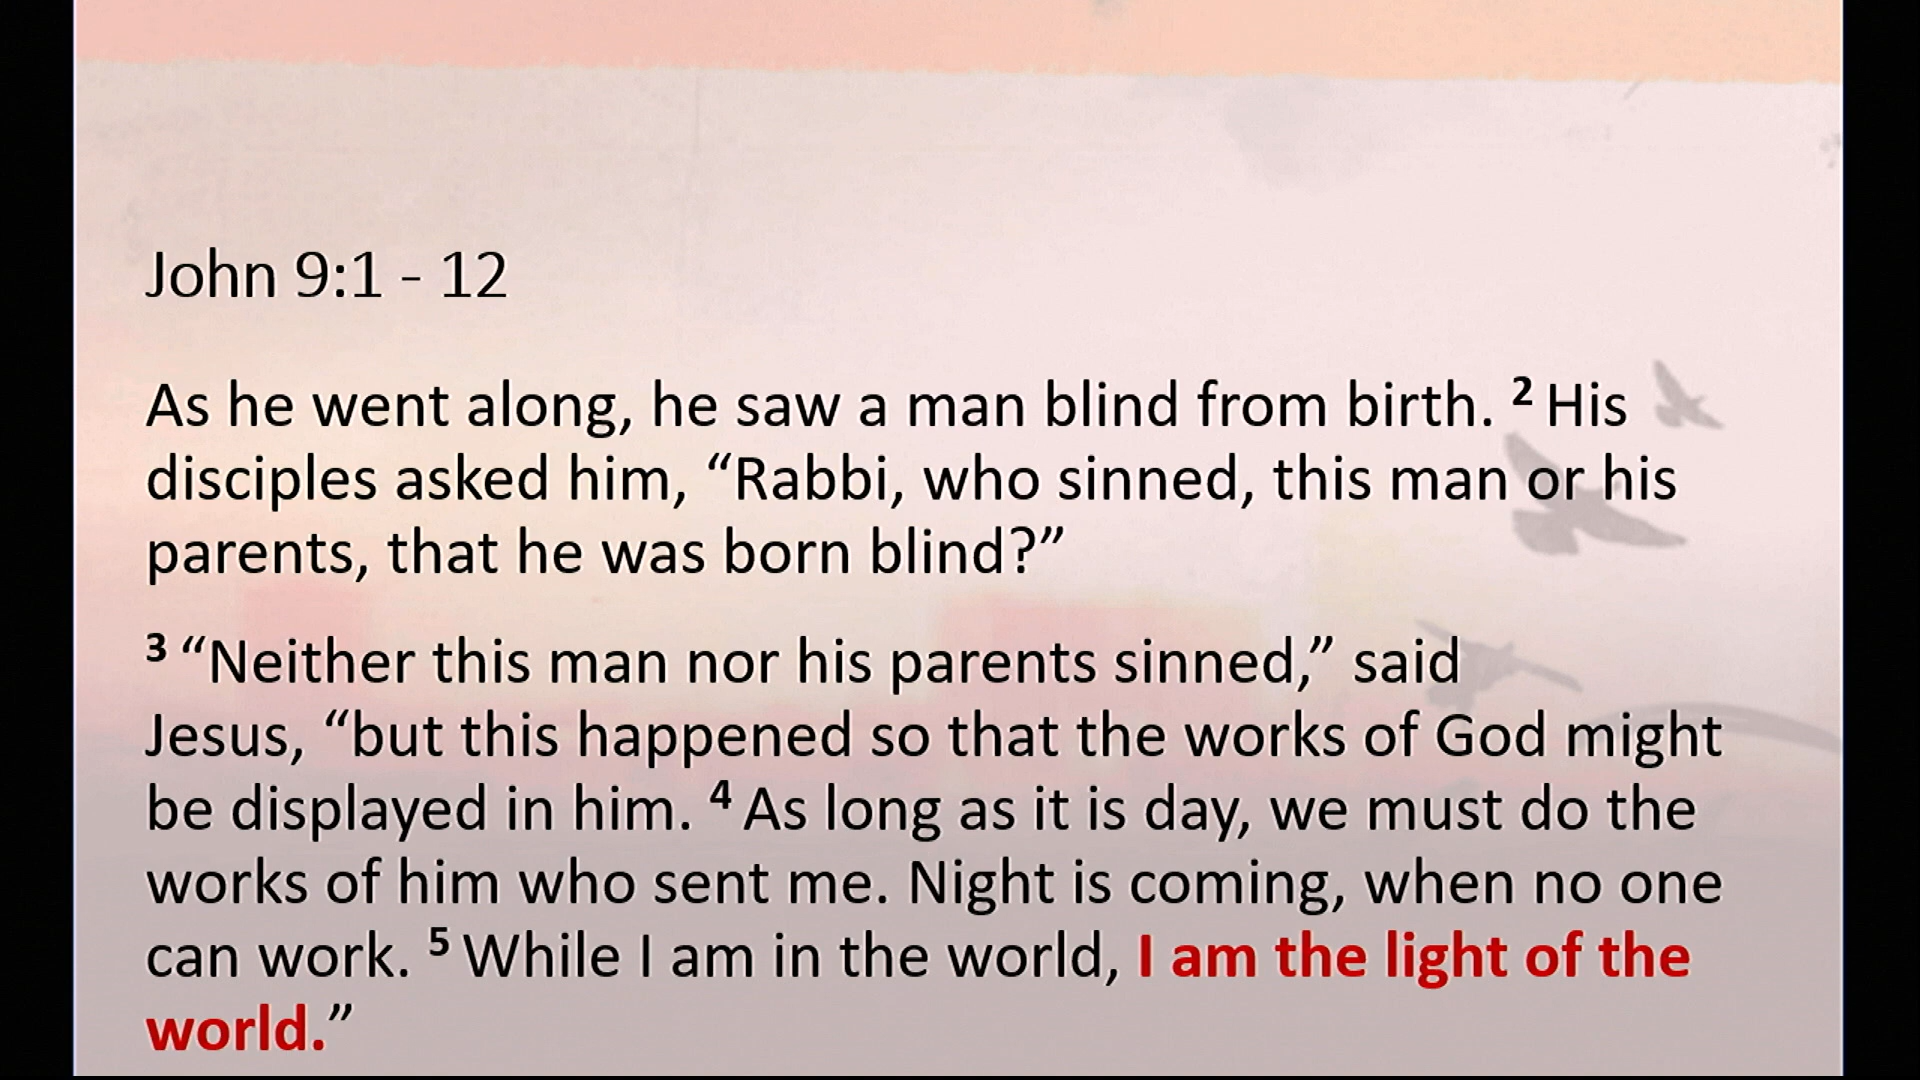 John 9:1 - 12
As he went along, he saw a man blind from birth. ² His
disciples asked him, “Rabbi, who sinned, this man or his
parents, that he was born blind?”
³ “Neither this man nor his parents sinned,” said
Jesus, “but this happened so that the works of God might
be displayed in him. ⁴ As long as it is day, we must do the
works of him who sent me. Night is coming, when no one
can work. ⁵ While I am in the world, I am the light of the
world.”